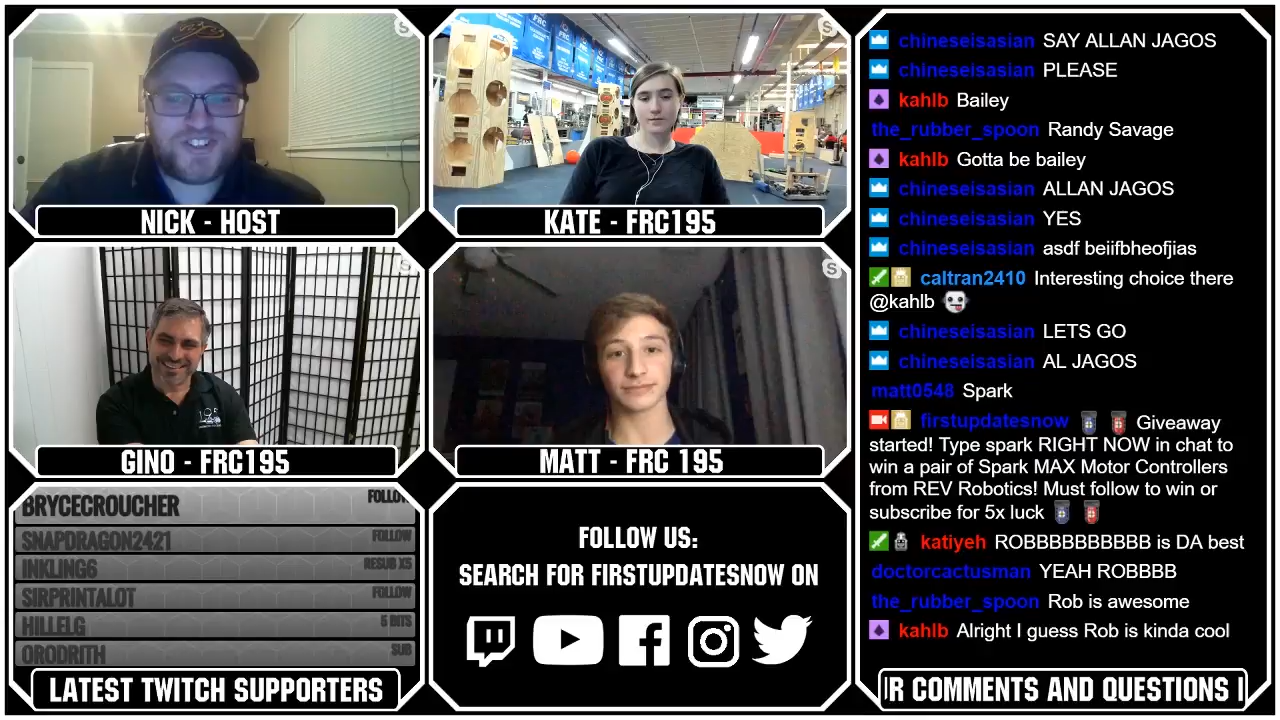 NICK - HOST
FRC
KATE - FRC195
GINO - FRC195
MATT - FRC 195
BRYCECROUCHER FOLLOW
SNAPDRAGON2421 FOLLOW
INKLING6 RESUB X5
SIRPRINTALOT FOLLOW
HILLELG 5 BITS
ORODRITH SUB
LATEST TWITCH SUPPORTERS
FOLLOW US:
SEARCH FOR FIRSTUPDATESNOW ON
chineseisasian SAY ALLAN JAGOS
chineseisasian PLEASE
kahlb Bailey
the_rubber_spoon Randy Savage
kahlb Gotta be bailey
chineseisasian ALLAN JAGOS
chineseisasian YES
chineseisasian asdf beiifbheofjias
caltran2410 Interesting choice there
@kahlb
chineseisasian LETS GO
chineseisasian AL JAGOS
matt0548 Spark
firstupdatesnow Giveaway
started! Type spark RIGHT NOW in chat to
win a pair of Spark MAX Motor Controllers
from REV Robotics! Must follow to win or
subscribe for 5x luck
katiyeh ROBBBBBBBBBB is DA best
doctorcactusman YEAH ROBBBB
the_rubber_spoon Rob is awesome
kahlb Alright I guess Rob is kinda cool
R COMMENTS AND QUESTIONS